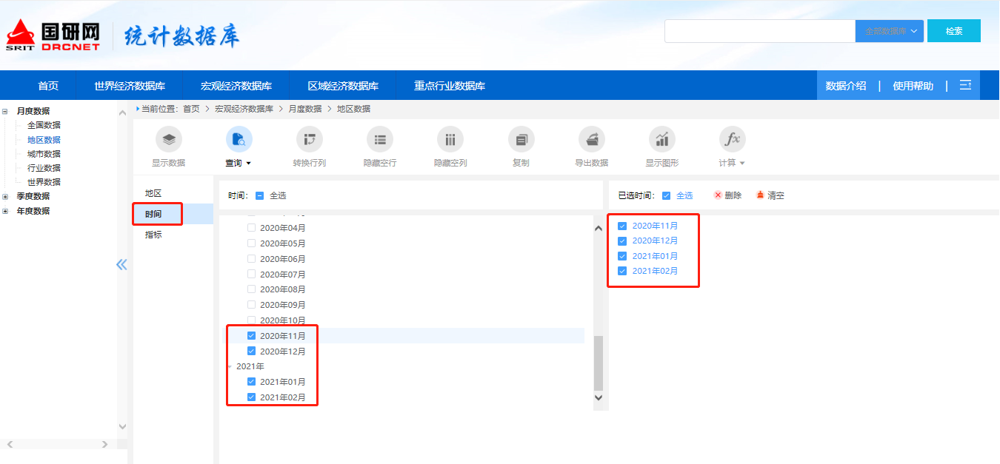 国研网
SRIT DRCNET
统计数据库
全部数据库
检索
首页
世界经济数据库
宏观经济数据库
区域经济数据库
重点行业数据库
数据介绍 | 使用帮助 |
月度数据
全国数据
地区数据
城市数据
行业数据
世界数据
季度数据
年度数据
当前位置: 首页 > 宏观经济数据库 > 月度数据 > 地区数据
显示数据
查询
转换行列
隐藏空行
隐藏空列
复制
导出数据
显示图形
fx
计算
地区
时间
指标
时间: 全选
2020年04月
2020年05月
2020年06月
2020年07月
2020年08月
2020年09月
2020年10月
2020年11月
2020年12月
2021年
2021年01月
2021年02月
已选时间: 全选 删除 清空
2020年11月
2020年12月
2021年01月
2021年02月